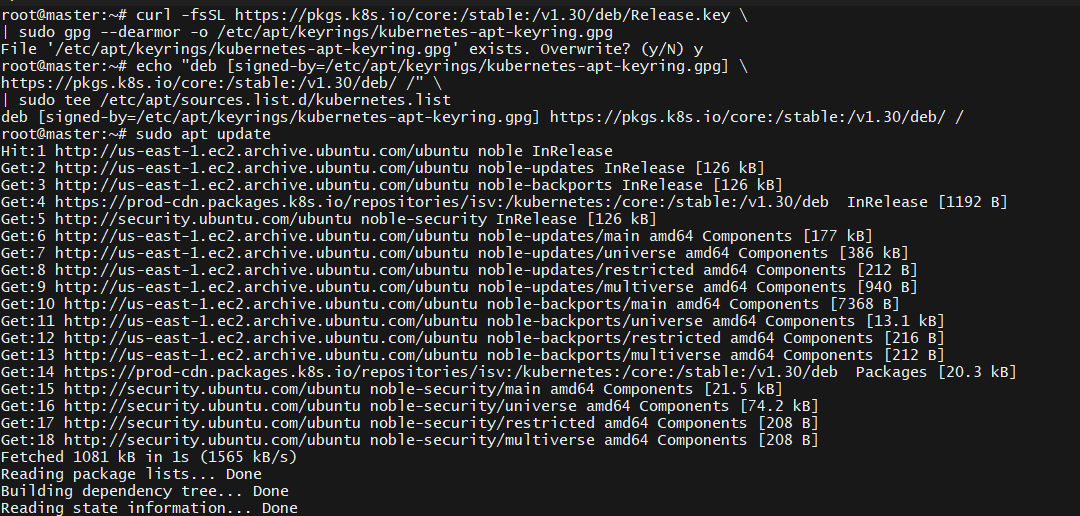 root@master:~# curl -fsSL https://pkgs.k8s.io/core:/stable:/v1.30/deb/Release.key \
| sudo gpg --dearmor -o /etc/apt/keyrings/kubernetes-apt-keyring.gpg
File '/etc/apt/keyrings/kubernetes-apt-keyring.gpg' exists. Overwrite? (y/N) y
root@master:~# echo "deb [signed-by=/etc/apt/keyrings/kubernetes-apt-keyring.gpg] \
https://pkgs.k8s.io/core:/stable:/v1.30/deb/ /" \
| sudo tee /etc/apt/sources.list.d/kubernetes.list
deb [signed-by=/etc/apt/keyrings/kubernetes-apt-keyring.gpg] https://pkgs.k8s.io/core:/stable:/v1.30/deb/ /
root@master:~# sudo apt update
Hit:1 http://us-east-1.ec2.archive.ubuntu.com/ubuntu noble InRelease
Get:2 http://us-east-1.ec2.archive.ubuntu.com/ubuntu noble-updates InRelease [126 kB]
Get:3 http://us-east-1.ec2.archive.ubuntu.com/ubuntu noble-backports InRelease [126 kB]
Get:4 https://prod-cdn.packages.k8s.io/repositories/isv:/kubernetes:/core:/stable:/v1.30/deb  InRelease [1192 B]
Get:5 http://security.ubuntu.com/ubuntu noble-security InRelease [126 kB]
Get:6 http://us-east-1.ec2.archive.ubuntu.com/ubuntu noble-updates/main amd64 Components [177 kB]
Get:7 http://us-east-1.ec2.archive.ubuntu.com/ubuntu noble-updates/universe amd64 Components [386 kB]
Get:8 http://us-east-1.ec2.archive.ubuntu.com/ubuntu noble-updates/restricted amd64 Components [212 B]
Get:9 http://us-east-1.ec2.archive.ubuntu.com/ubuntu noble-updates/multiverse amd64 Components [940 B]
Get:10 http://us-east-1.ec2.archive.ubuntu.com/ubuntu noble-backports/main amd64 Components [7368 B]
Get:11 http://us-east-1.ec2.archive.ubuntu.com/ubuntu noble-backports/universe amd64 Components [13.1 kB]
Get:12 http://us-east-1.ec2.archive.ubuntu.com/ubuntu noble-backports/restricted amd64 Components [216 B]
Get:13 http://us-east-1.ec2.archive.ubuntu.com/ubuntu noble-backports/multiverse amd64 Components [212 B]
Get:14 https://prod-cdn.packages.k8s.io/repositories/isv:/kubernetes:/core:/stable:/v1.30/deb  Packages [20.3 kB]
Get:15 http://security.ubuntu.com/ubuntu noble-security/main amd64 Components [21.5 kB]
Get:16 http://security.ubuntu.com/ubuntu noble-security/universe amd64 Components [74.2 kB]
Get:17 http://security.ubuntu.com/ubuntu noble-security/restricted amd64 Components [208 B]
Get:18 http://security.ubuntu.com/ubuntu noble-security/multiverse amd64 Components [208 B]
Fetched 1081 kB in 1s (1565 kB/s)
Reading package lists... Done
Building dependency tree... Done
Reading state information... Done